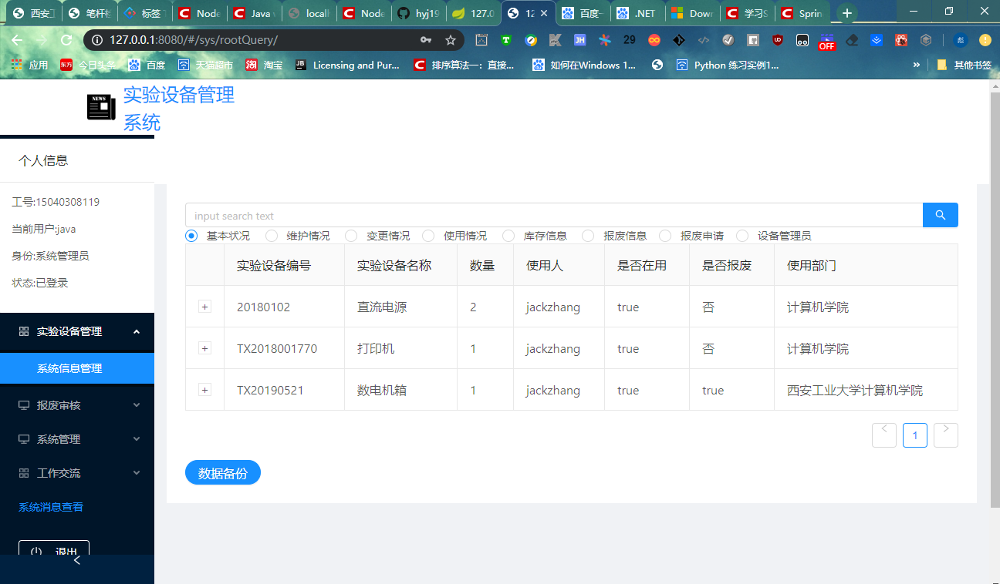 西安工
笔杆
标签
Node
Java
locall
Node
hyj19
127.0
12
百度一
.NET
Down
学习S
Sprin
127.0.0.1:8080/#/sys/rootQuery/
29
OFF
应用
今日头条
百度
天猫超市
淘宝
Licensing and Pur...
排序算法一：直接...
如何在Windows 1...
Python 练习实例1...
»
其他书签
NEWS
实验设备管理
系统
个人信息
工号:15040308119
当前用户:java
身份:系统管理员
状态:已登录
实验设备管理
系统信息管理
报废审核
系统管理
工作交流
系统消息查看
退出
input search text
基本状况 维护情况 变更情况 使用情况 库存信息 报废信息 报废申请 设备管理员
实验设备编号 实验设备名称 数量 使用人 是否在用 是否报废 使用部门
20180102 直流电源 2 jackzhang true 否 计算机学院
TX2018001770 打印机 1 jackzhang true 否 计算机学院
TX20190521 数电机箱 1 jackzhang true true 西安工业大学计算机学院
1
数据备份